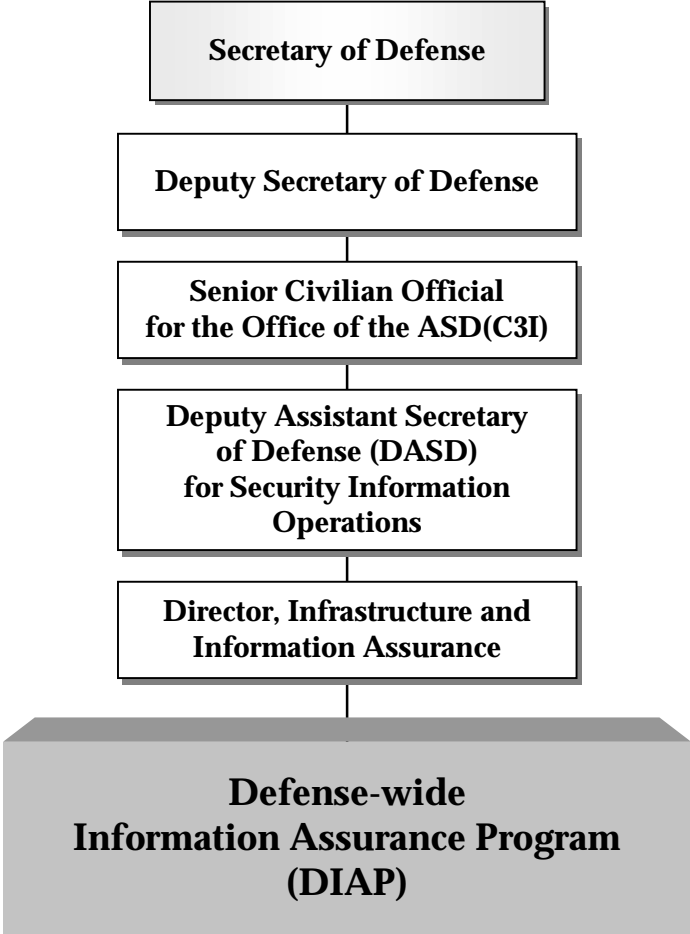 Secretary of Defense
Deputy Secretary of Defense
Senior Civilian Official
for the Office of the ASD(C3I)
Deputy Assistant Secretary
of Defense (DASD)
for Security Information
Operations
Director, Infrastructure and
Information Assurance
Defense-wide
Information Assurance Program
(DIAP)